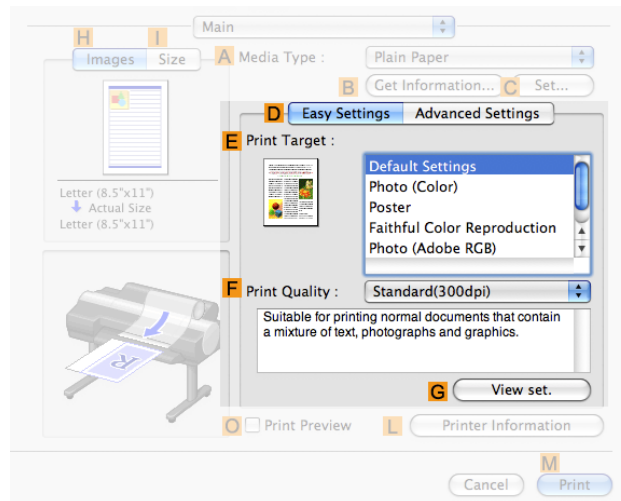 Main
H I
Images Size
A Media Type : Plain Paper
B Get Information... C Set...
D Easy Settings Advanced Settings
E Print Target :
Default Settings
Photo (Color)
Poster
Faithful Color Reproduction
Photo (Adobe RGB)
Letter (8.5"x11")
Actual Size
Letter (8.5"x11")
F Print Quality : Standard(300dpi)
Suitable for printing normal documents that contain
a mixture of text, photographs and graphics.
G View set.
O Print Preview L Printer Information
M
Cancel Print